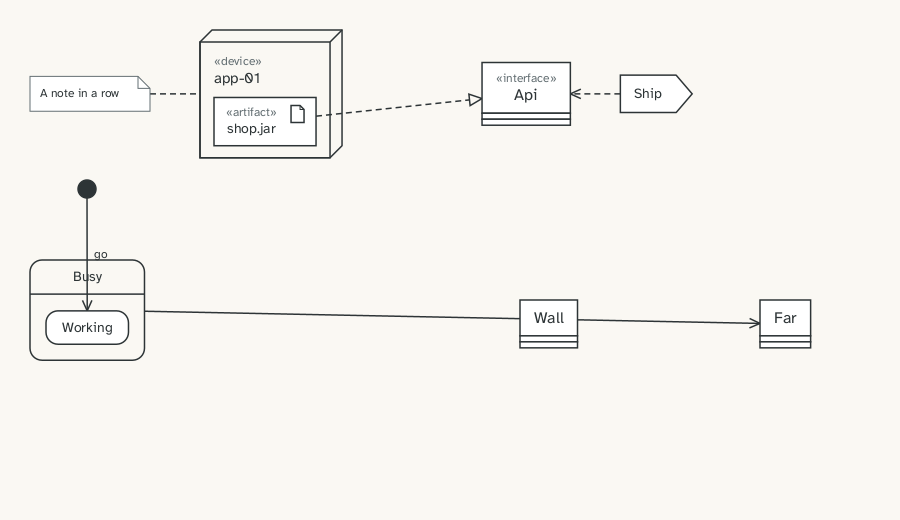 A note in a row
«device»
app-01
«artifact»
shop.jar
«interface»
Api
Ship
go
Busy
Working
Wall
Far